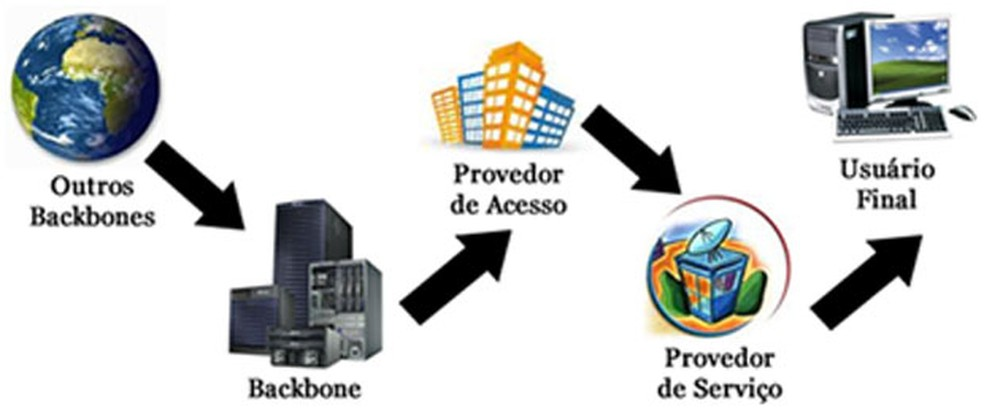 Outros
Backbones
Backbone
Provedor
de Acesso
Provedor
de Serviço
Usuário
Final